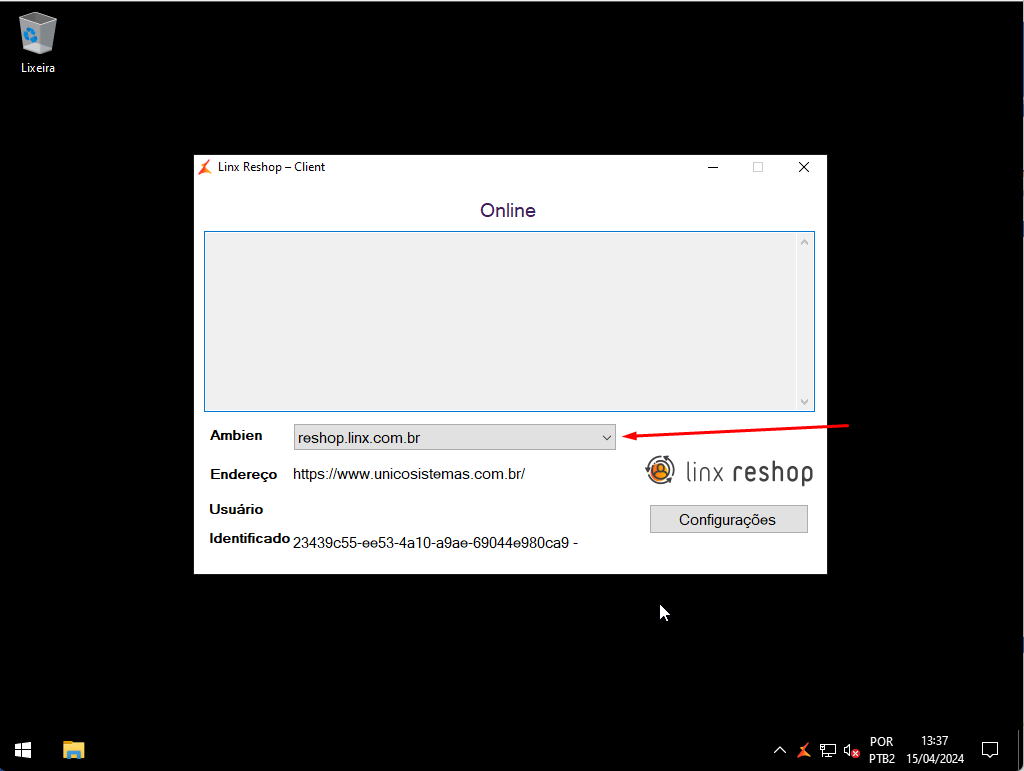 Lixeira
Linx Reshop – Client
Online
Ambien
reshop.linx.com.br
Endereço
https://www.unicosistemas.com.br/
linx reshop
Usuário
Configurações
Identificado
23439c55-ee53-4a10-a9ae-69044e980ca9 -
POR
PTB2
13:37
15/04/2024